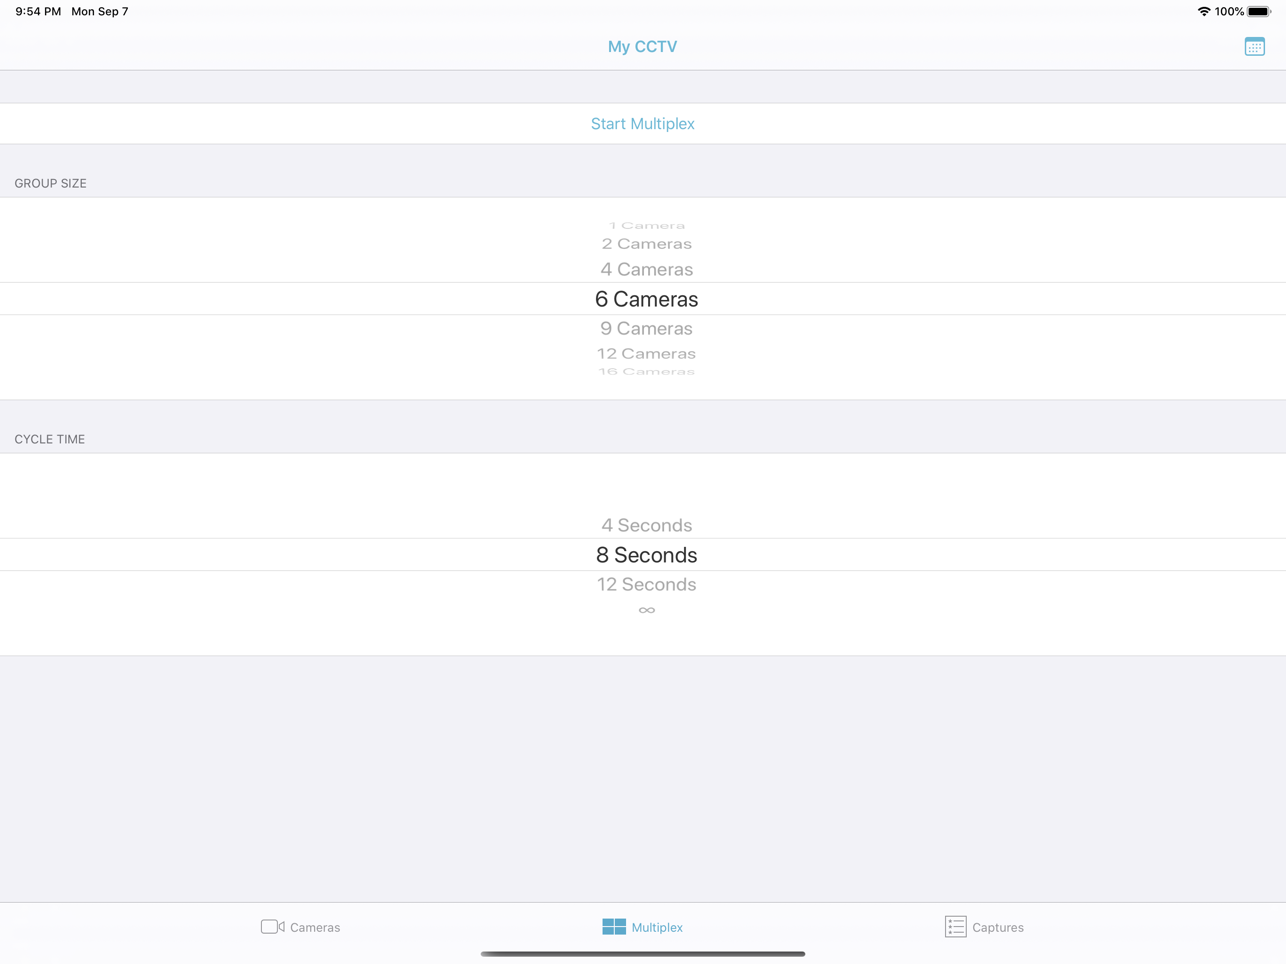 9:54 PM Mon Sep 7
100%
My CCTV
Start Multiplex
GROUP SIZE
1 Camera
2 Cameras
4 Cameras
6 Cameras
9 Cameras
12 Cameras
16 Cameras
CYCLE TIME
4 Seconds
8 Seconds
12 Seconds
∞
Cameras
Multiplex
Captures